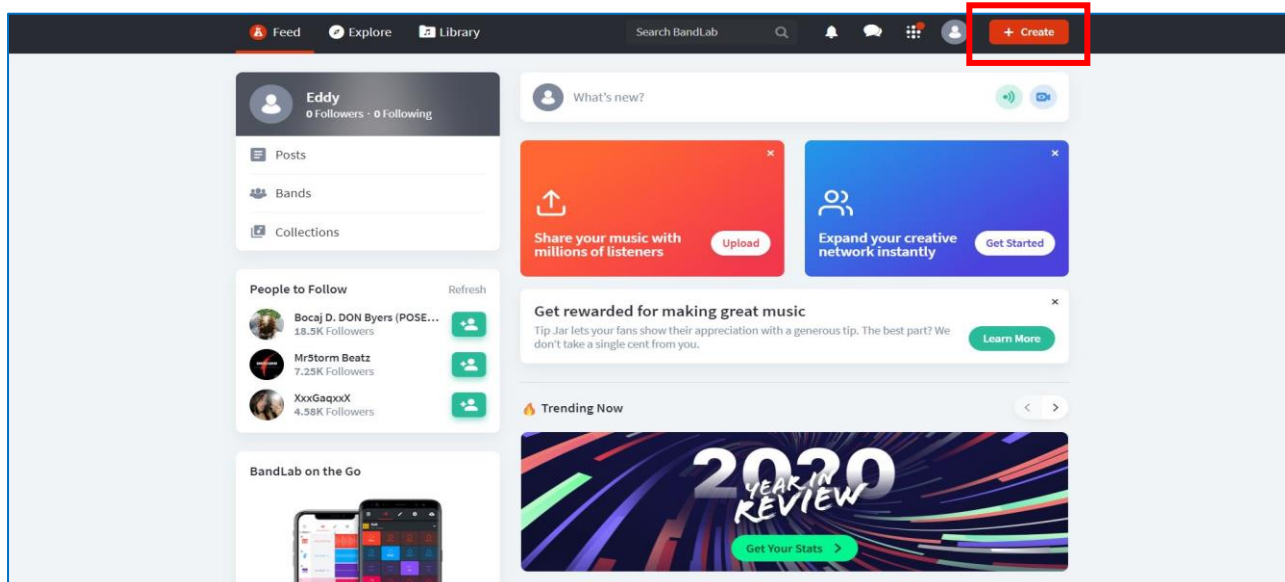 Feed Explore Library Search BandLab + Create
Eddy
0 Followers · 0 Following
Posts
Bands
Collections
People to Follow Refresh
Bocaj D. DON Byers (POSE...
18.5K Followers
Mr5torm Beatz
7.25K Followers
XxxGaqxxX
4.58K Followers
BandLab on the Go
What's new?
Share your music with
millions of listeners
Upload
Expand your creative
network instantly
Get Started
Get rewarded for making great music
Tip Jar lets your fans show their appreciation with a generous tip. The best part? We
don't take a single cent from you.
Learn More
Trending Now
2020
YEAR IN
REVIEW
Get Your Stats